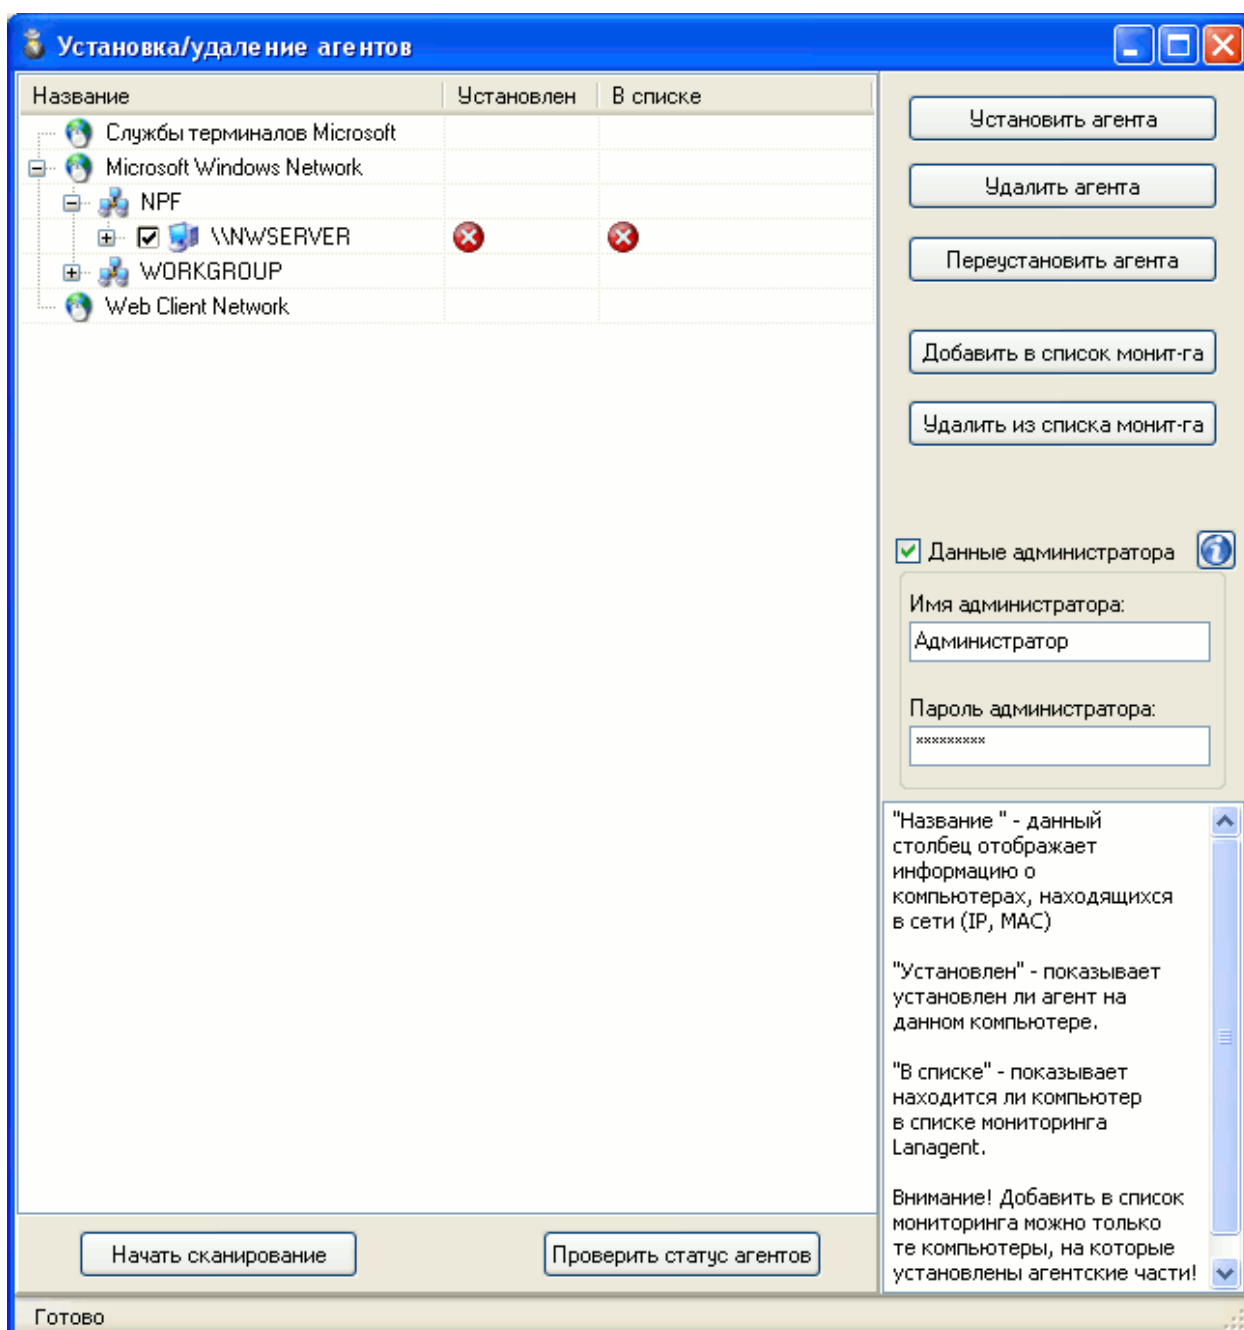 Установка/удаление агентов
Название Установлен В списке
Службы терминалов Microsoft
Microsoft Windows Network
NPF
\\NWSERVER
WORKGROUP
Web Client Network
Установить агента
Удалить агента
Переустановить агента
Добавить в список монит-га
Удалить из списка монит-га
Данные администратора
Имя администратора:
Администратор
Пароль администратора:
*********
"Название " - данный
столбец отображает
информацию о
компьютерах, находящихся
в сети (IP, MAC)
"Установлен" - показывает
установлен ли агент на
данном компьютере.
"В списке" - показывает
находится ли компьютер
в списке мониторинга
Lanagent.
Внимание! Добавить в список
мониторинга можно только
те компьютеры, на которые
установлены агентские части!
Начать сканирование
Проверить статус агентов
Готово